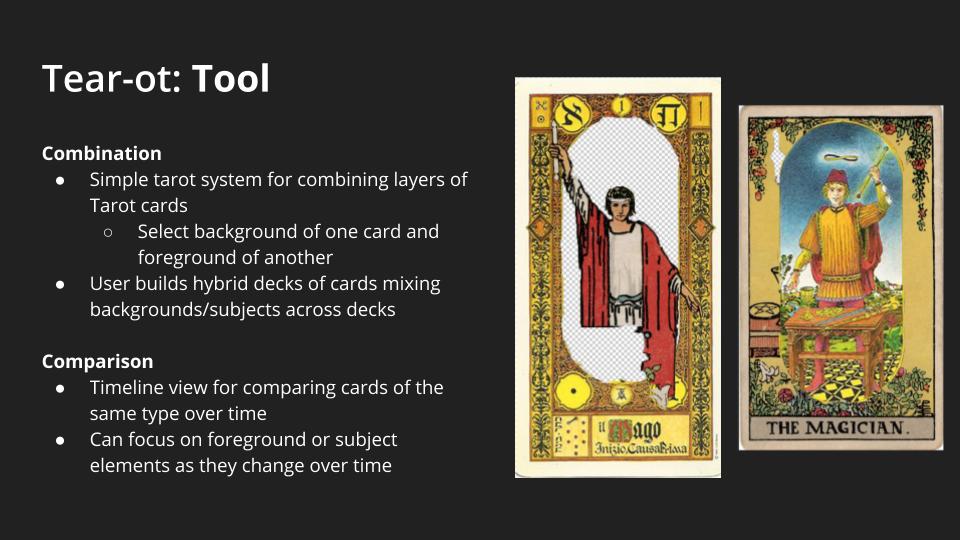 Tear-ot: Tool
Combination
● Simple tarot system for combining layers of
Tarot cards
○ Select background of one card and
foreground of another
● User builds hybrid decks of cards mixing
backgrounds/subjects across decks
Comparison
● Timeline view for comparing cards of the
same type over time
● Can focus on foreground or subject
elements as they change over time
א 1
il Mago
Inizio, Causa Prima
THE MAGICIAN.